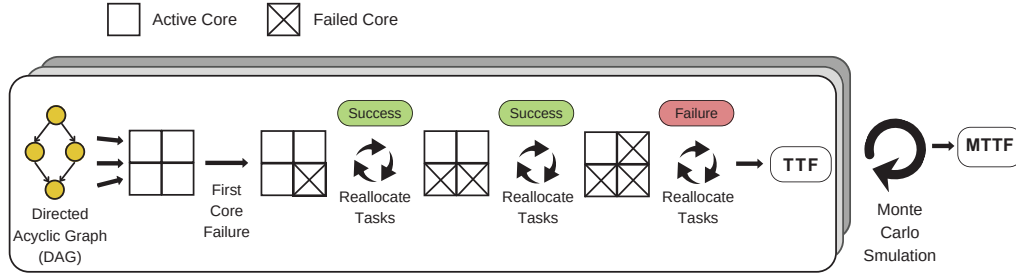 Active Core
Failed Core
Success
Success
Failure
TTF
MTTF
Reallocate
Tasks
Reallocate
Tasks
Reallocate
Tasks
First
Core
Failure
Directed
Acyclic Graph
(DAG)
Monte
Carlo
Smulation